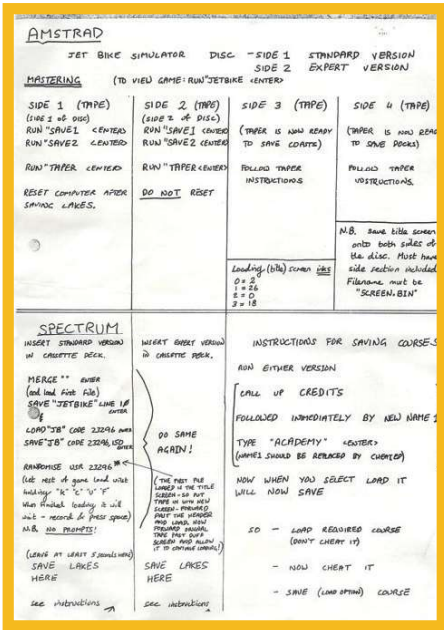 AMSTRAD
JET BIKE SIMULATOR DISC - SIDE 1 STANDARD VERSION
SIDE 2 EXPERT VERSION
MASTERING (TO VIEW GAME: RUN"JETBIKE <ENTER>
SIDE 1 (TAPE)
(SIDE 1 of DISC)
RUN "SAVE1 <ENTER>
RUN "SAVE2 <ENTER>
RUN "TAPER <ENTER>
RESET COMPUTER AFTER
SAVING LAKES.
SIDE 2 (TAPE)
(SIDE 2 of DISC)
RUN "SAVE1 <ENTER>
RUN "SAVE2 <ENTER>
RUN "TAPER <ENTER>
DO NOT RESET
SIDE 3 (TAPE)
(TAPER IS NOW READY
TO SAVE COASTS)
FOLLOW TAPER
INSTRUCTIONS
Loading (title) screen inks
0 = 2
1 = 26
2 = 0
3 = 18
SIDE 4 (TAPE)
(TAPER IS NOW READ
TO SAVE DOCKS)
FOLLOW TAPER
INSTRUCTIONS.
N.B. save title screen
onto both sides of
the disc. Must have
side section included
Filename must be
"SCREEN.BIN"
SPECTRUM
INSERT STANDARD VERSION
IN CASSETTE DECK.
MERGE "" ENTER
(and load first file)
SAVE "JETBIKE" LINE 10
ENTER
LOAD "JB" CODE 23296 ENTER
SAVE "JB" CODE 23296, 150
ENTER
RANDOMISE USR 23296 *
(Let rest of game load whilst
holding "K" "C" "U" "F"
When finished loading it will
wait - record & press space)
N.B. NO PROMPTS!
(LEAVE AT LEAST 5 seconds here)
SAVE LAKES
HERE
see instructions
INSERT EXPERT VERSION
IN CASSETTE DECK.
DO SAME
AGAIN!
* (THE FIRST FILE
LOADED IS THE TITLE
SCREEN - SO PUT
TAPE IN WITH NEW
SCREEN - FORWARD
PAST THE HEADER
AND LOAD. NOW
FORWARD ORIGINAL
TAPE PAST OLD
SCREEN AND ALLOW
IT TO CONTINUE LOADING!)
SAVE LAKES
HERE
see instructions
INSTRUCTIONS FOR SAVING COURSES
RUN EITHER VERSION
CALL UP CREDITS
FOLLOWED IMMEDIATELY BY NEW NAME 1
TYPE "ACADEMY" <ENTER>
(NAME1 SHOULD BE REPLACED BY CHEATED)
NOW WHEN YOU SELECT LOAD IT
WILL NOW SAVE
SO - LOAD REQUIRED COURSE
(DON'T CHEAT IT)
- NOW CHEAT IT
- SAVE (LOAD OPTION) COURSE